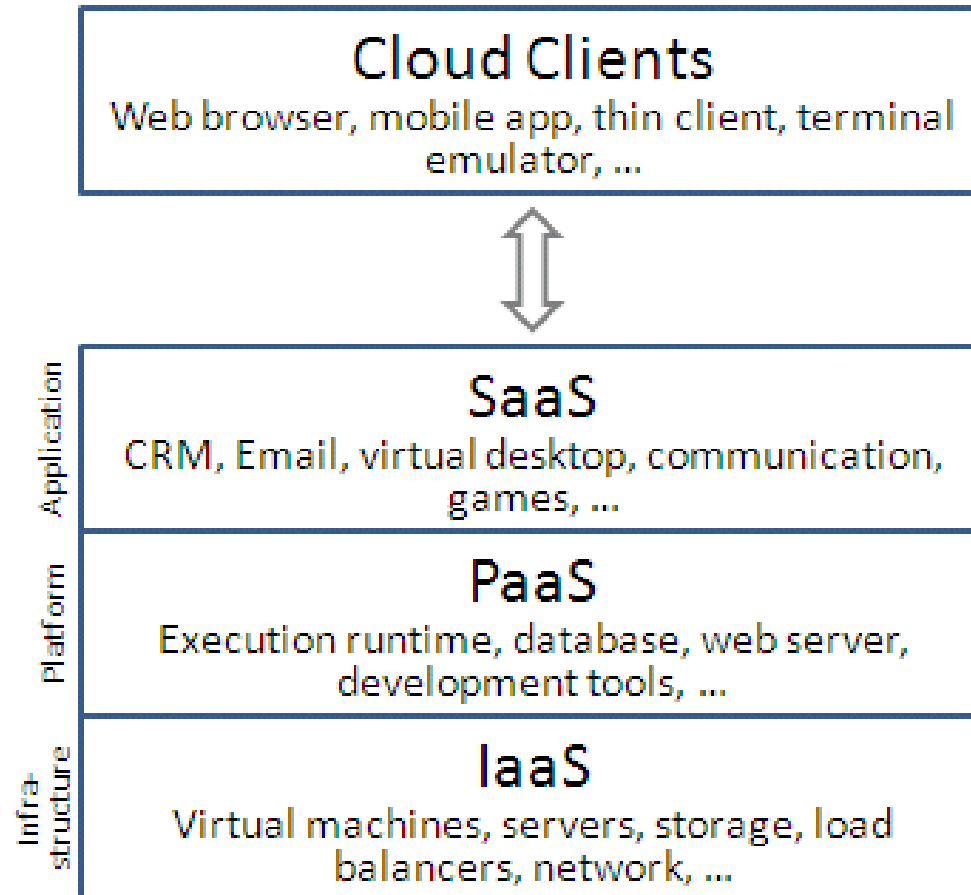 Cloud Clients
Web browser, mobile app, thin client, terminal
emulator, ...
Application
SaaS
CRM, Email, virtual desktop, communication,
games, ...
Platform
PaaS
Execution runtime, database, web server,
development tools, ...
Infra-
structure
IaaS
Virtual machines, servers, storage, load
balancers, network, ...